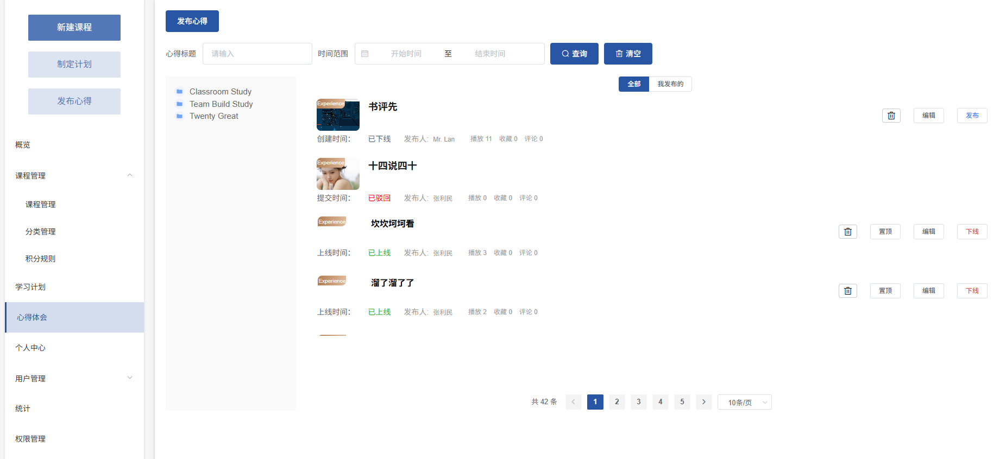 新建课程
制定计划
发布心得
概览
课程管理
课程管理
分类管理
积分规则
学习计划
心得体会
个人中心
用户管理
统计
权限管理
发布心得
心得标题 请输入 时间范围 开始时间 至 结束时间 查询 清空
Classroom Study
Team Build Study
Twenty Great
全部 我发布的
Experience 书评先
编辑 发布
创建时间: 已下线 发布人: Mr. Lan 播放 11 收藏 0 评论 0
Experience 十四说四十
提交时间: 已驳回 发布人: 张利民 播放 0 收藏 0 评论 0
Experience 坎坎坷坷看
置顶 编辑 下线
上线时间: 已上线 发布人: 张利民 播放 3 收藏 0 评论 0
Experience 溜了溜了了
置顶 编辑 下线
上线时间: 已上线 发布人: 张利民 播放 2 收藏 0 评论 0
共 42 条 1 2 3 4 5 10条/页